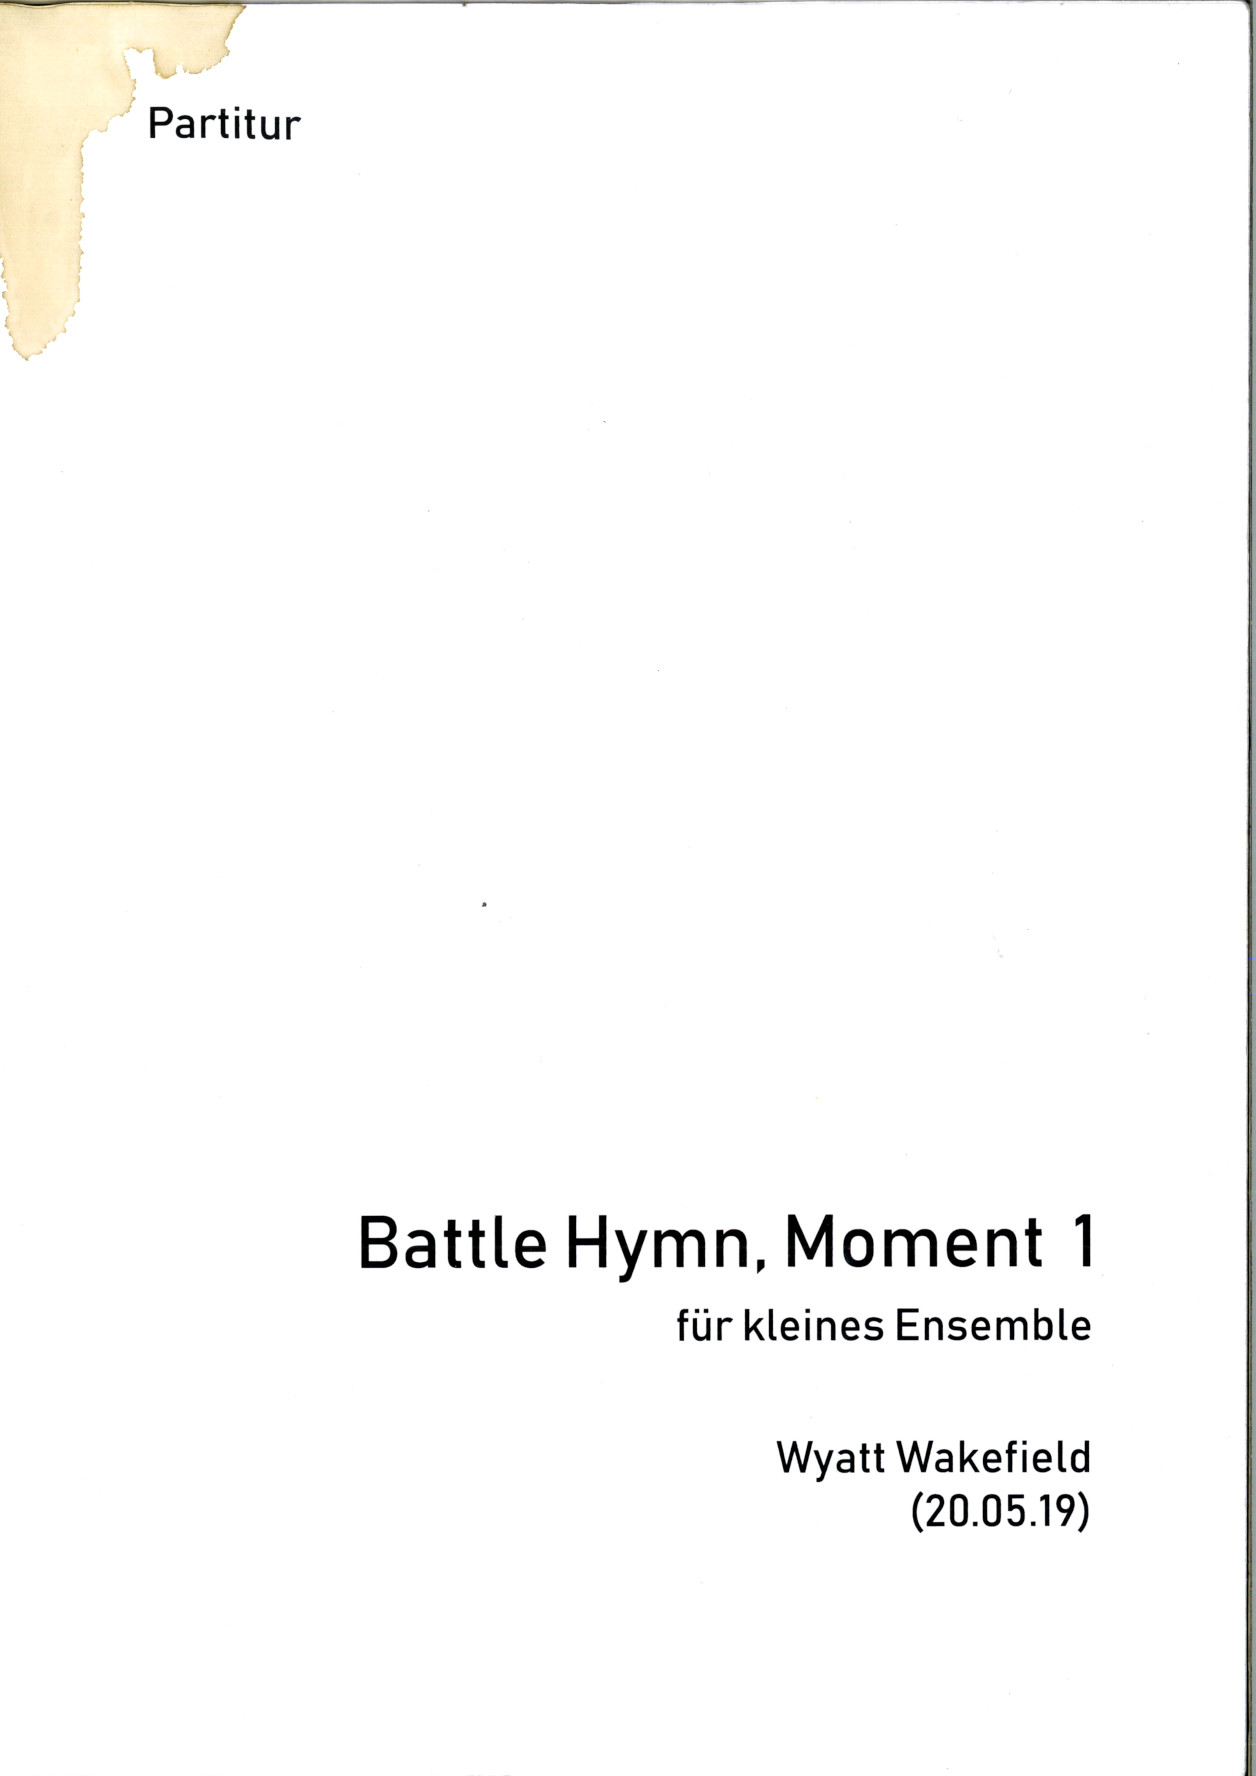 Partitur
Battle Hymn, Moment 1
für kleines Ensemble
Wyatt Wakefield
(20.05.19)